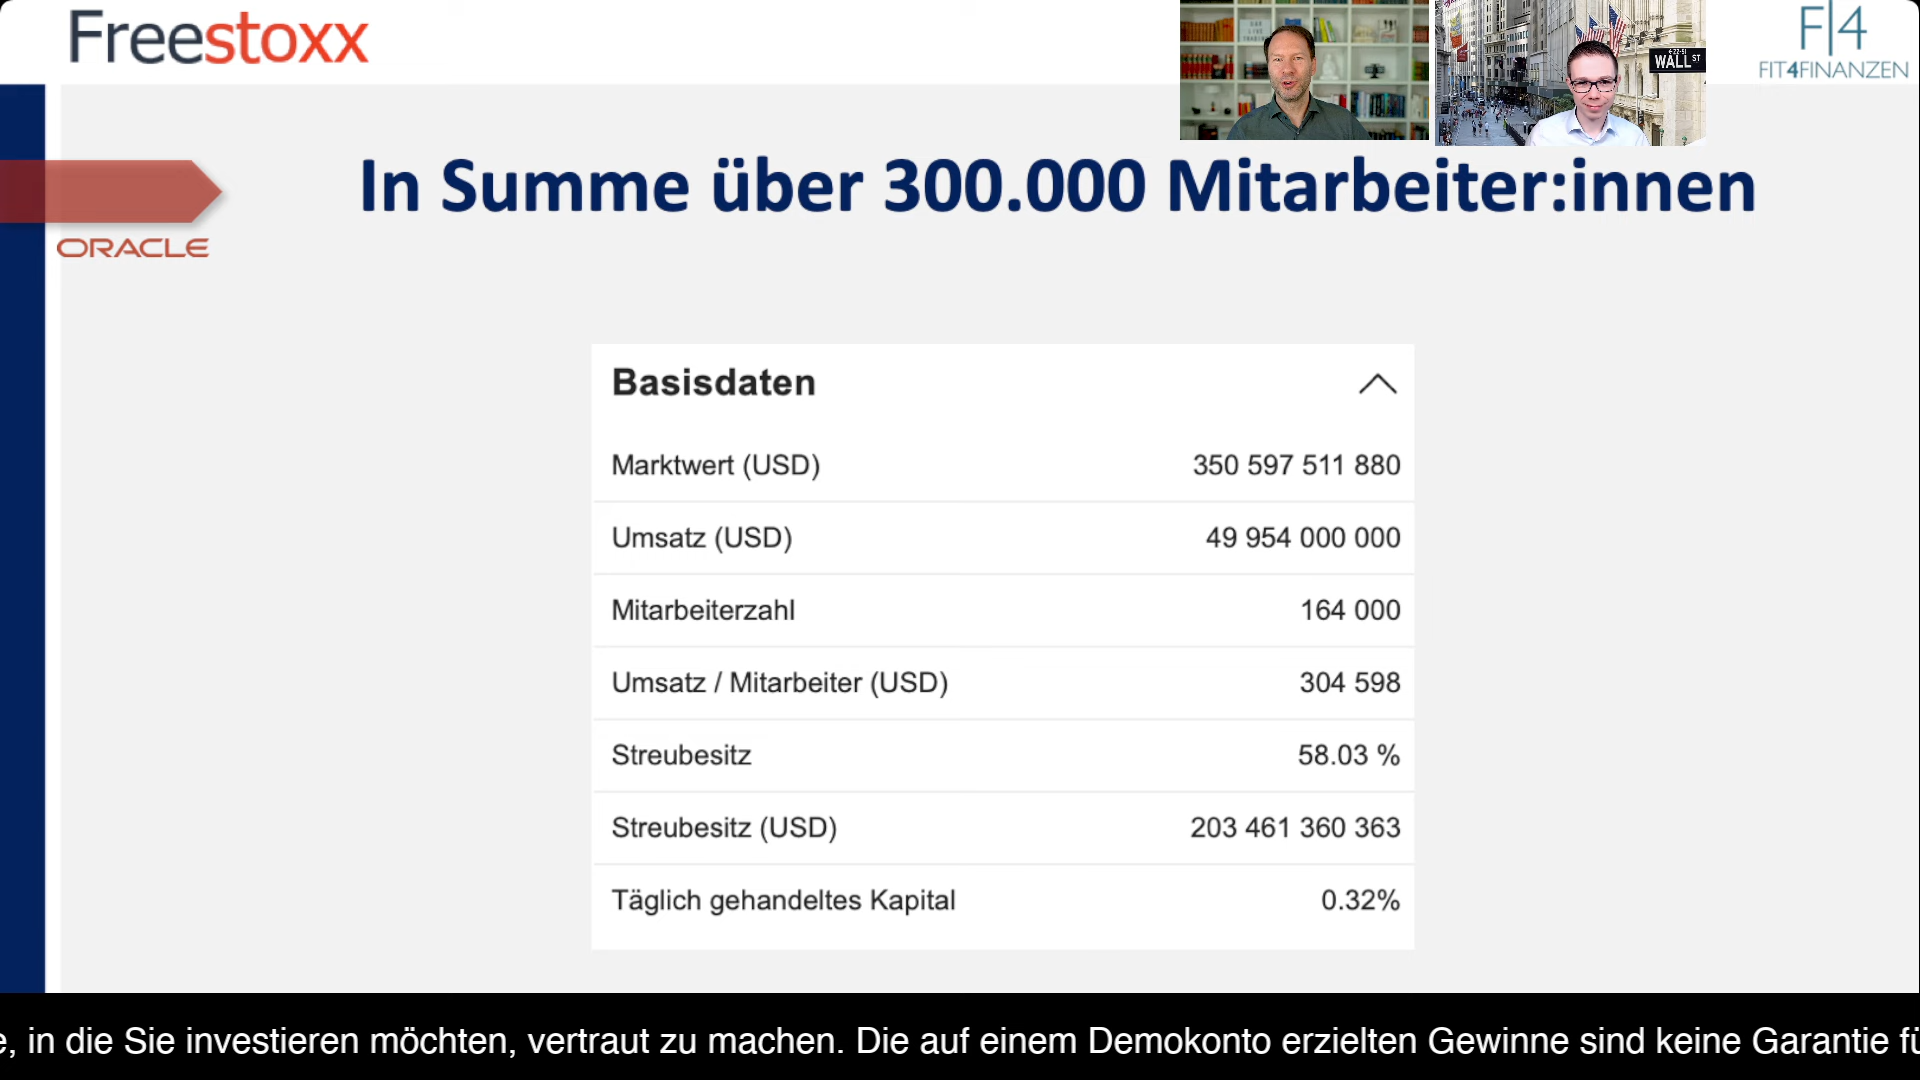 Freestoxx
WALL ST
F|4
FIT4FINANZEN
In Summe über 300.000 Mitarbeiter:innen
ORACLE
Basisdaten
Marktwert (USD) 350 597 511 880
Umsatz (USD) 49 954 000 000
Mitarbeiterzahl 164 000
Umsatz / Mitarbeiter (USD) 304 598
Streubesitz 58.03 %
Streubesitz (USD) 203 461 360 363
Täglich gehandeltes Kapital 0.32%
e, in die Sie investieren möchten, vertraut zu machen. Die auf einem Demokonto erzielten Gewinne sind keine Garantie fü